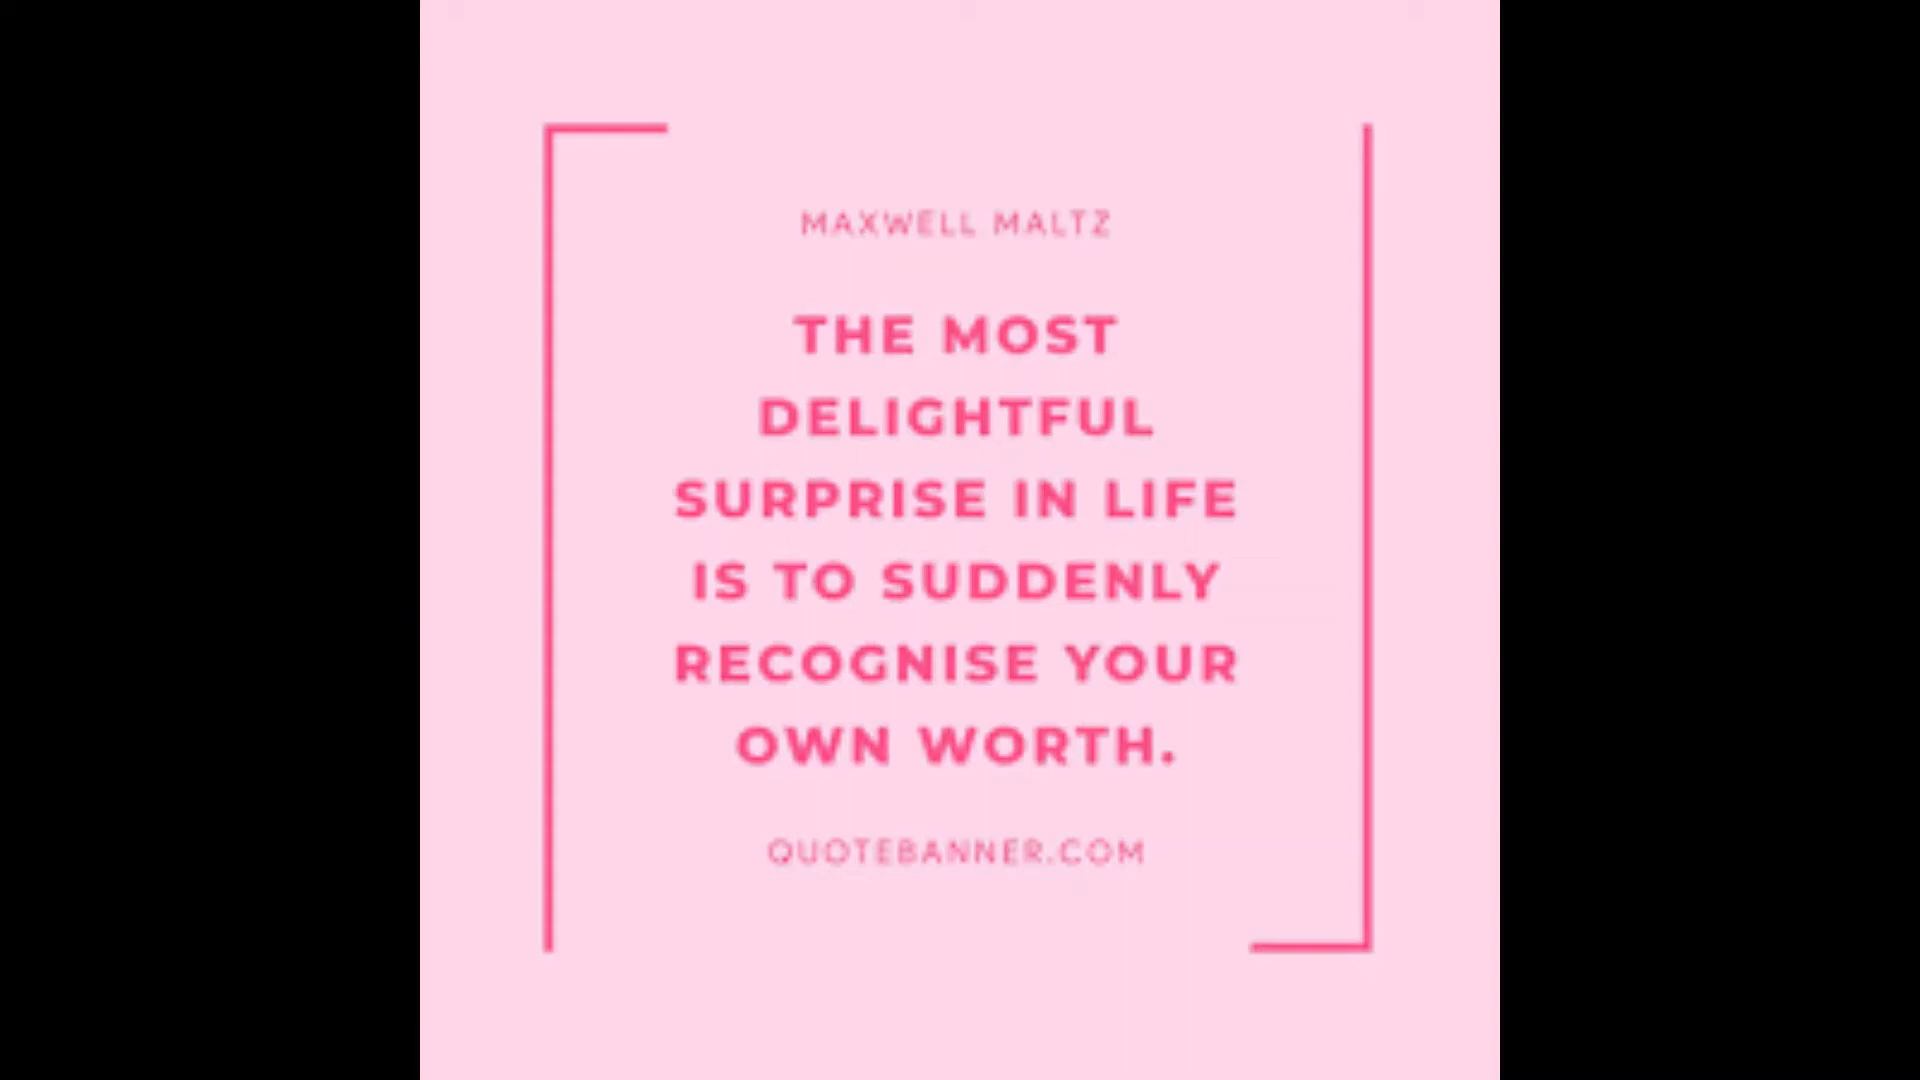 MAXWELL MALTZ
THE MOST
DELIGHTFUL
SURPRISE IN LIFE
IS TO SUDDENLY
RECOGNISE YOUR
OWN WORTH.
QUOTEBANNER.COM